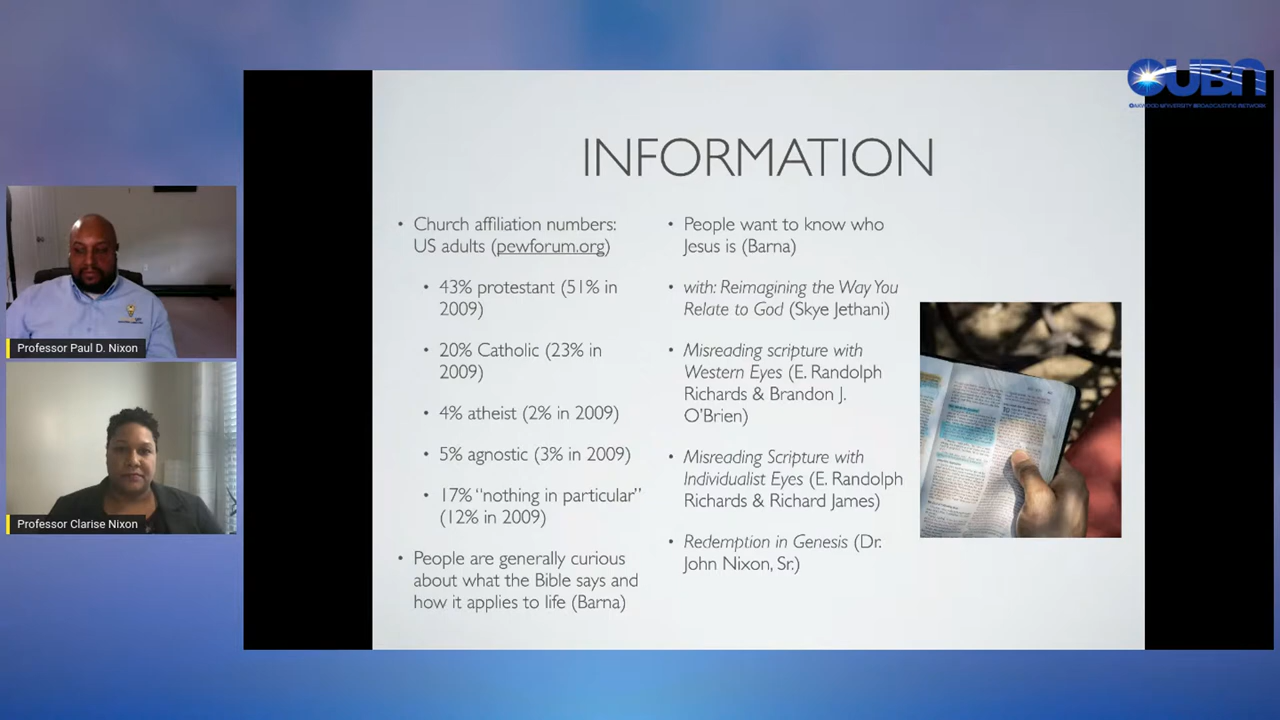 OUBN
OAKWOOD UNIVERSITY BROADCASTING NETWORK
INFORMATION
• Church affiliation numbers:
US adults (pewforum.org)
• 43% protestant (51% in
2009)
• 20% Catholic (23% in
2009)
• 4% atheist (2% in 2009)
• 5% agnostic (3% in 2009)
• 17% “nothing in particular”
(12% in 2009)
• People are generally curious
about what the Bible says and
how it applies to life (Barna)
• People want to know who
Jesus is (Barna)
• with: Reimagining the Way You
Relate to God (Skye Jethani)
• Misreading scripture with
Western Eyes (E. Randolph
Richards & Brandon J.
O’Brien)
• Misreading Scripture with
Individualist Eyes (E. Randolph
Richards & Richard James)
• Redemption in Genesis (Dr.
John Nixon, Sr.)
Professor Paul D. Nixon
Professor Clarise Nixon